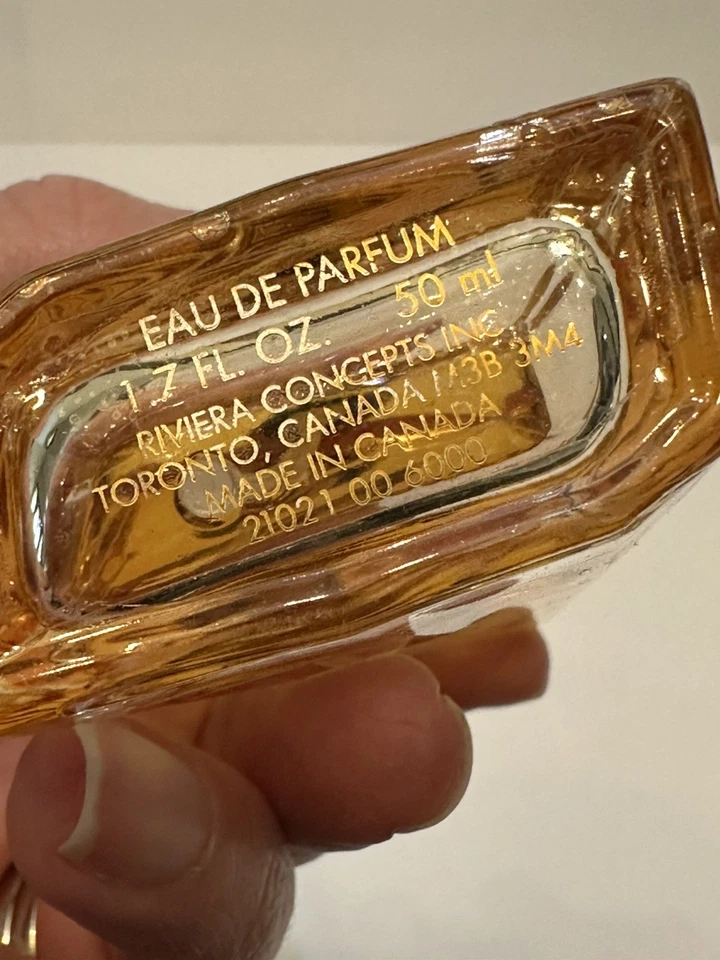 EAU DE PARFUM
1.7 FL. OZ. 50 ml
RIVIERA CONCEPTS INC
TORONTO, CANADA M3B 3M4
MADE IN CANADA
21021 00 6000